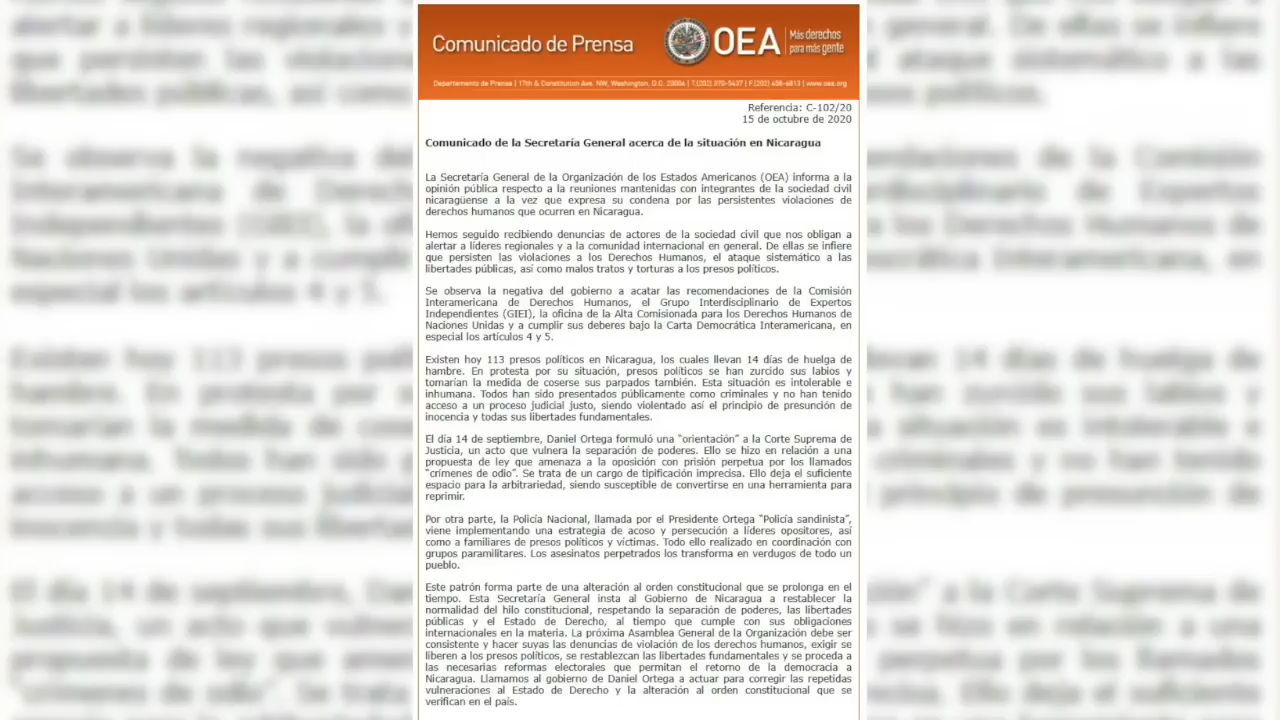 Comunicado de Prensa
OEA
Más derechos
para más gente
Departamento de Prensa | 17th & Constitution Ave. NW, Washington, D.C. 20006 | T.(202) 370-5437 | F.(202) 458-6813 | www.oea.org
Referencia: C-102/20
15 de octubre de 2020
Comunicado de la Secretaría General acerca de la situación en Nicaragua
La Secretaría General de la Organización de los Estados Americanos (OEA) informa a la
opinión pública respecto a la reuniones mantenidas con integrantes de la sociedad civil
nicaragüense a la vez que expresa su condena por las persistentes violaciones de
derechos humanos que ocurren en Nicaragua.
Hemos seguido recibiendo denuncias de actores de la sociedad civil que nos obligan a
alertar a líderes regionales y a la comunidad internacional en general. De ellas se infiere
que persisten las violaciones a los Derechos Humanos, el ataque sistemático a las
libertades públicas, así como malos tratos y torturas a los presos políticos.
Se observa la negativa del gobierno a acatar las recomendaciones de la Comisión
Interamericana de Derechos Humanos, el Grupo Interdisciplinario de Expertos
Independientes (GIEI), la oficina de la Alta Comisionada para los Derechos Humanos de
Naciones Unidas y a cumplir sus deberes bajo la Carta Democrática Interamericana, en
especial los artículos 4 y 5.
Existen hoy 113 presos políticos en Nicaragua, los cuales llevan 14 días de huelga de
hambre. En protesta por su situación, presos políticos se han zurcido sus labios y
tomarían la medida de coserse sus parpados también. Esta situación es intolerable e
inhumana. Todos han sido presentados públicamente como criminales y no han tenido
acceso a un proceso judicial justo, siendo violentado así el principio de presunción de
inocencia y todas sus libertades fundamentales.
El día 14 de septiembre, Daniel Ortega formuló una "orientación" a la Corte Suprema de
Justicia, un acto que vulnera la separación de poderes. Ello se hizo en relación a una
propuesta de ley que amenaza a la oposición con prisión perpetua por los llamados
"crímenes de odio". Se trata de un cargo de tipificación imprecisa. Ello deja el suficiente
espacio para la arbitrariedad, siendo susceptible de convertirse en una herramienta para
reprimir.
Por otra parte, la Policía Nacional, llamada por el Presidente Ortega "Policía sandinista",
viene implementando una estrategia de acoso y persecución a líderes opositores, así
como a familiares de presos políticos y víctimas. Todo ello realizado en coordinación con
grupos paramilitares. Los asesinatos perpetrados los transforma en verdugos de todo un
pueblo.
Este patrón forma parte de una alteración al orden constitucional que se prolonga en el
tiempo. Esta Secretaría General insta al Gobierno de Nicaragua a restablecer la
normalidad del hilo constitucional, respetando la separación de poderes, las libertades
públicas y el Estado de Derecho, al tiempo que cumple con sus obligaciones
internacionales en la materia. La próxima Asamblea General de la Organización debe ser
consistente y hacer suyas las denuncias de violación de los derechos humanos, exigir se
liberen a los presos políticos, se restablezcan las libertades fundamentales y se proceda a
las necesarias reformas electorales que permitan el retorno de la democracia a
Nicaragua. Llamamos al gobierno de Daniel Ortega a actuar para corregir las repetidas
vulneraciones al Estado de Derecho y la alteración al orden constitucional que se
verifican en el país.